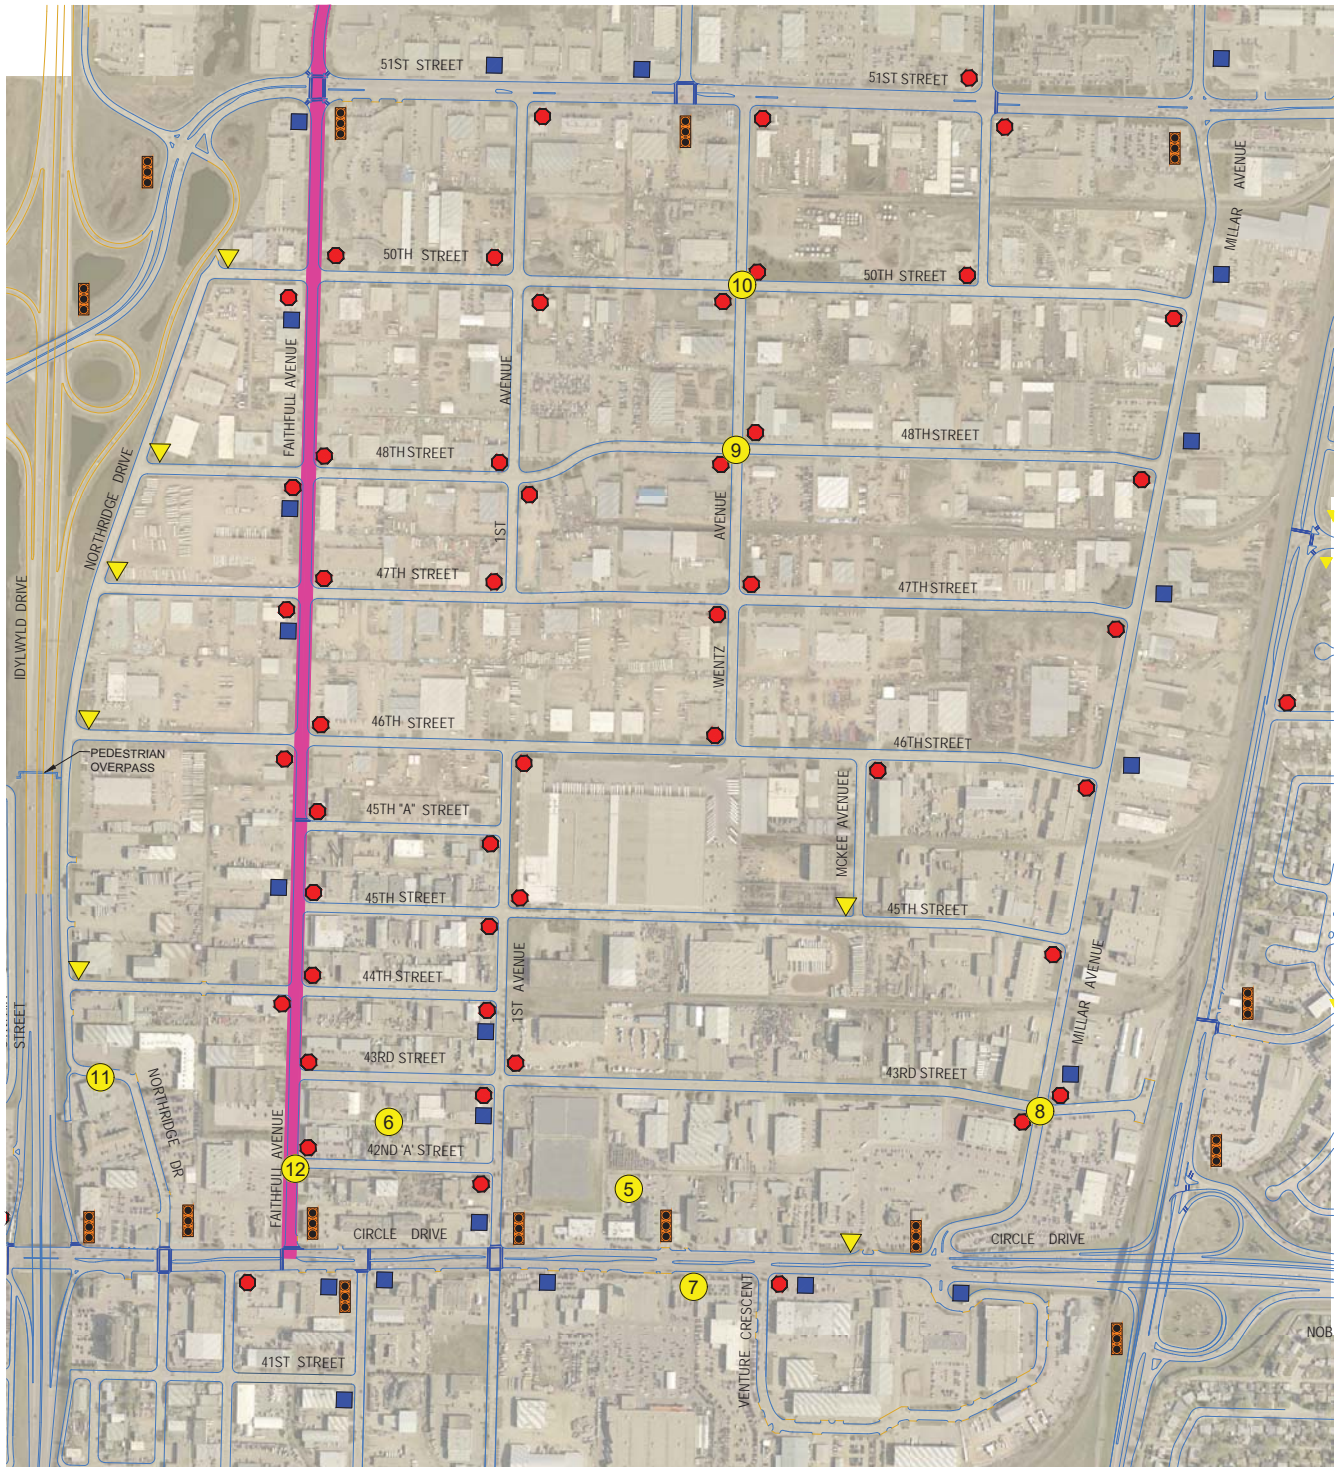 51ST STREET
51ST STREET
MILLAR AVENUE
50TH STREET
50TH STREET
10
FAITHFULL AVENUE
1ST AVENUE
48TH STREET
48TH STREET
9
NORTHRIDGE DRIVE
WENTZ AVENUE
47TH STREET
47TH STREET
IDYLWYLD DRIVE
46TH STREET
46TH STREET
PEDESTRIAN
OVERPASS
45TH "A" STREET
MCKEE AVENUEE
45TH STREET
45TH STREET
44TH STREET
1ST AVENUE
MILLAR AVENUE
STREET
43RD STREET
43RD STREET
11
NORTHRIDGE DR
6
8
42ND 'A' STREET
FAITHFULL AVENUE
12
5
CIRCLE DRIVE
CIRCLE DRIVE
7
VENTURE CRESCENT
NOB
41ST STREET